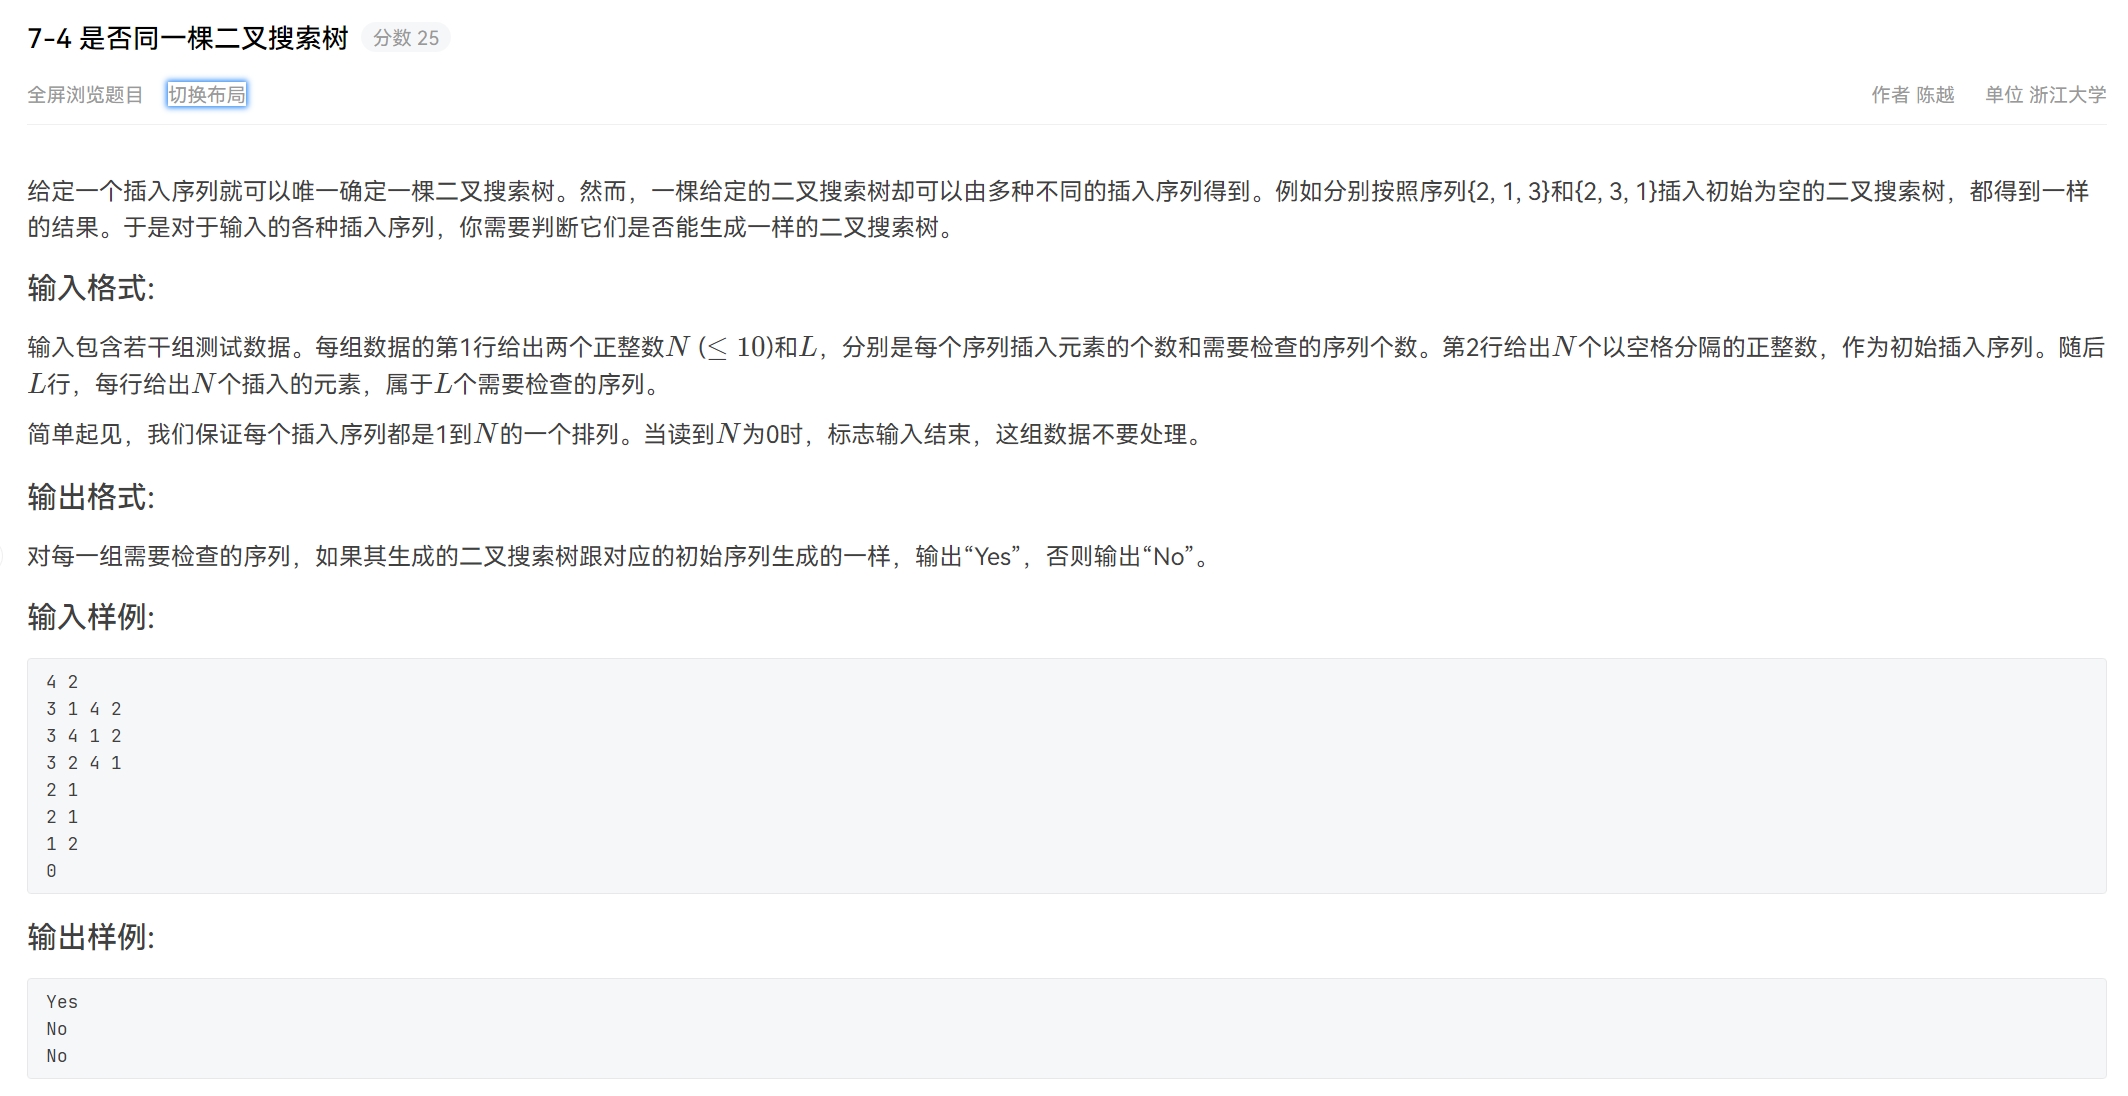 7-4 是否同一棵二叉搜索树 分数 25
全屏浏览题目 切换布局 作者 陈越 单位 浙江大学
给定一个插入序列就可以唯一确定一棵二叉搜索树。然而，一棵给定的二叉搜索树却可以由多种不同的插入序列得到。例如分别按照序列{2, 1, 3}和{2, 3, 1}插入初始为空的二叉搜索树，都得到一样
的结果。于是对于输入的各种插入序列，你需要判断它们是否能生成一样的二叉搜索树。
输入格式:
输入包含若干组测试数据。每组数据的第1行给出两个正整数N (≤ 10)和L，分别是每个序列插入元素的个数和需要检查的序列个数。第2行给出N个以空格分隔的正整数，作为初始插入序列。随后
L行，每行给出N个插入的元素，属于L个需要检查的序列。
简单起见，我们保证每个插入序列都是1到N的一个排列。当读到N为0时，标志输入结束，这组数据不要处理。
输出格式:
对每一组需要检查的序列，如果其生成的二叉搜索树跟对应的初始序列生成的一样，输出“Yes”，否则输出“No”。
输入样例:
4 2
3 1 4 2
3 4 1 2
3 2 4 1
2 1
2 1
1 2
0
输出样例:
Yes
No
No